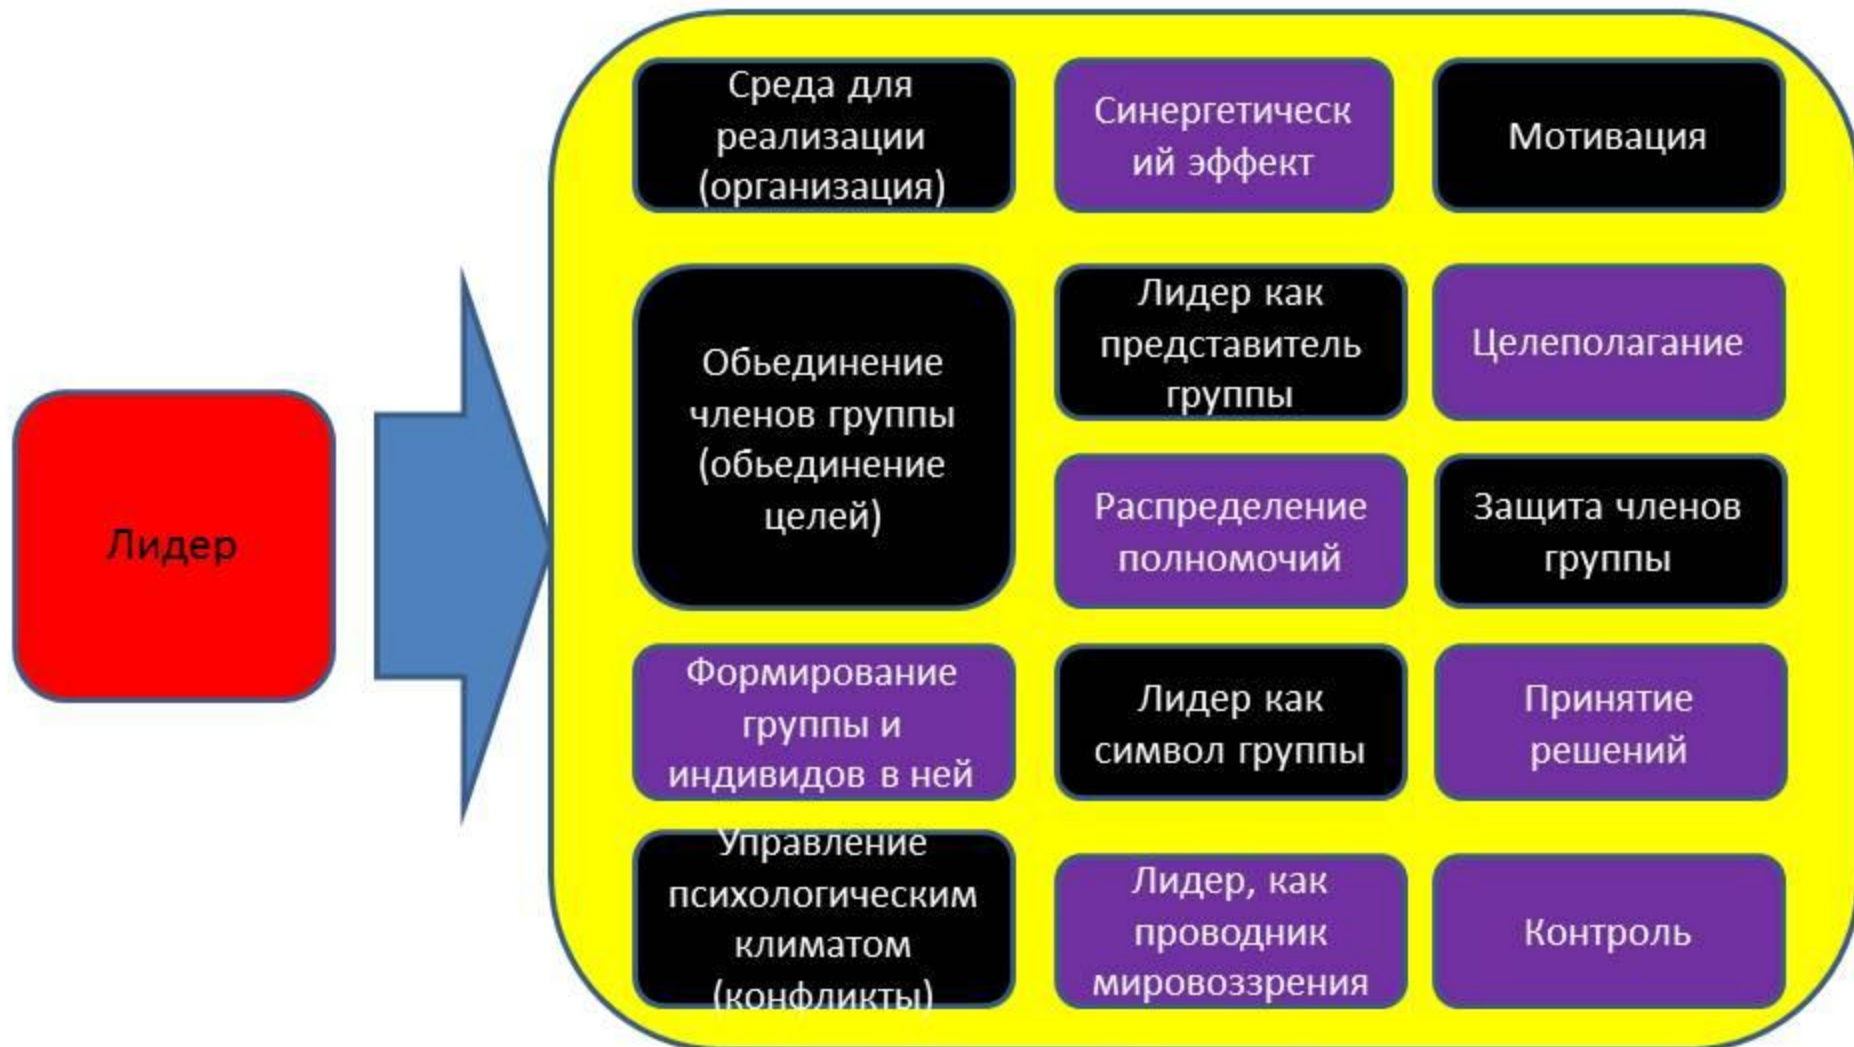 Лидер
Среда для
реализации
(организация)
Синергетическ
ий эффект
Мотивация
Обьединение
членов группы
(обьединение
целей)
Лидер как
представитель
группы
Целеполагание
Распределение
полномочий
Защита членов
группы
Формирование
группы и
индивидов в ней
Лидер как
символ группы
Принятие
решений
Управление
психологическим
климатом
(конфликты)
Лидер, как
проводник
мировоззрения
Контроль